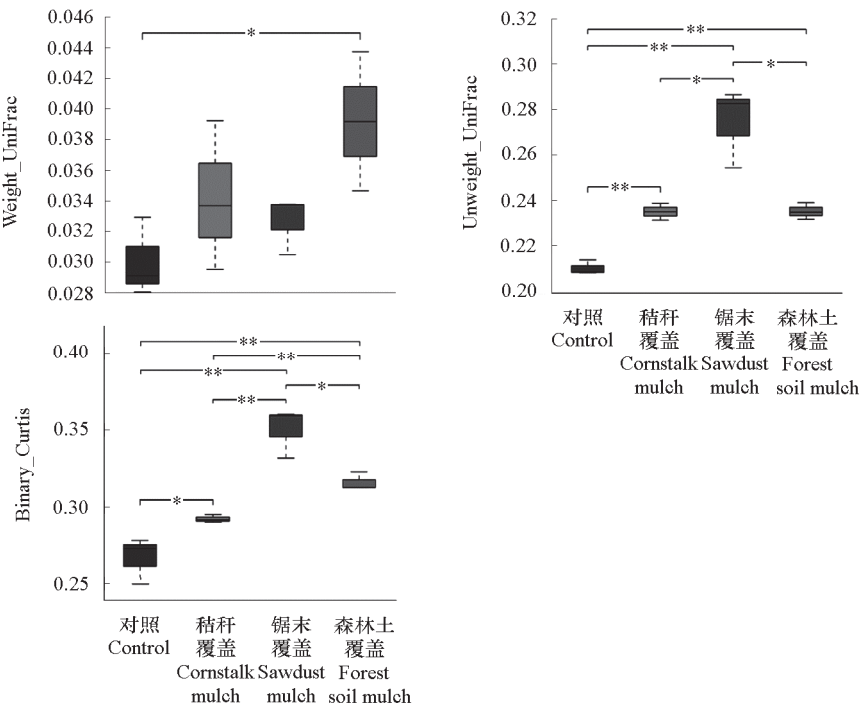 Weight_UniFrac
0.046
0.044
0.042
0.040
0.038
0.036
0.034
0.032
0.030
0.028
*
Unweight_UniFrac
0.32
0.30
0.28
0.26
0.24
0.22
0.20
**
**
*
*
**
对照
Control
秸秆
覆盖
Cornstalk
mulch
锯末
覆盖
Sawdust
mulch
森林土
覆盖
Forest
soil mulch
Binary_Curtis
0.40
0.35
0.30
0.25
**
**
**
*
**
*
对照
Control
秸秆
覆盖
Cornstalk
mulch
锯末
覆盖
Sawdust
mulch
森林土
覆盖
Forest
soil mulch